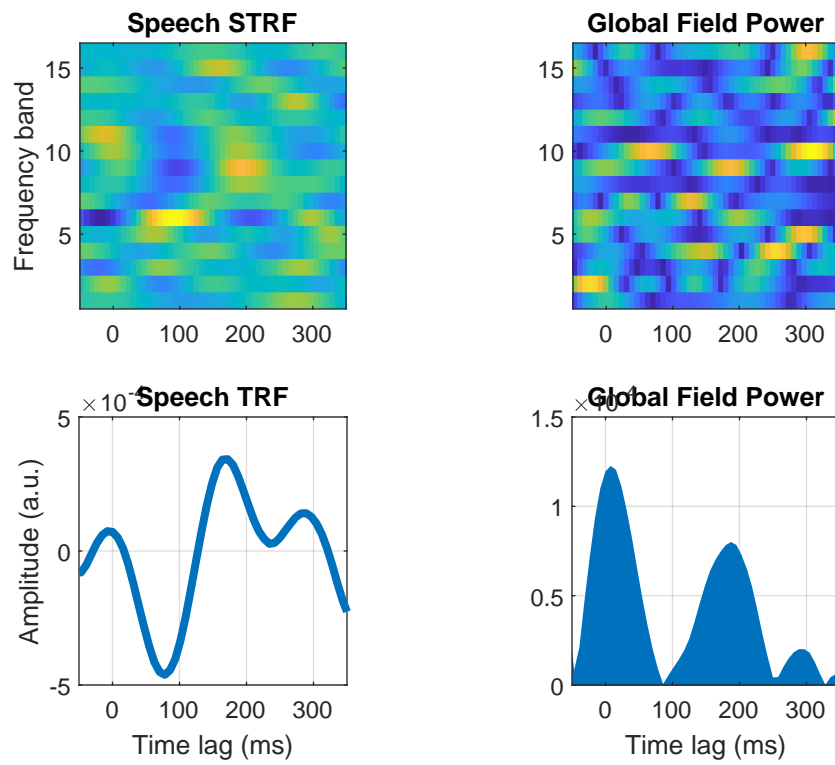 Speech STRF
Global Field Power
Frequency band
15
10
5
0 100 200 300
15
10
5
0 100 200 300
Speech TRF
Global Field Power
× 10-4
Amplitude (a.u.)
5
0
-5
0 100 200 300
Time lag (ms)
1.5
1
0.5
0
0 100 200 300
Time lag (ms)